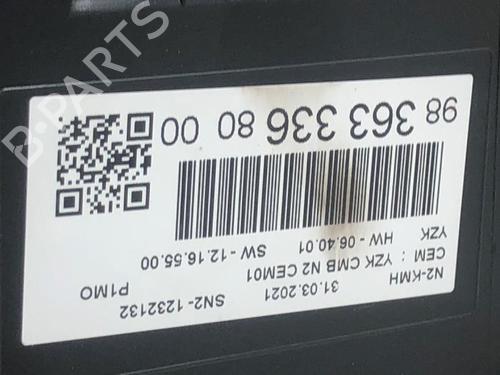 98 363 336 80 00
YZK HW - 06.40.01 SW - 12.16.55.00
CEM : YZK CMB N2 CEM01
N2-KMH 31.03.2021 SN2- 1232132 P1MO
B-PARTS